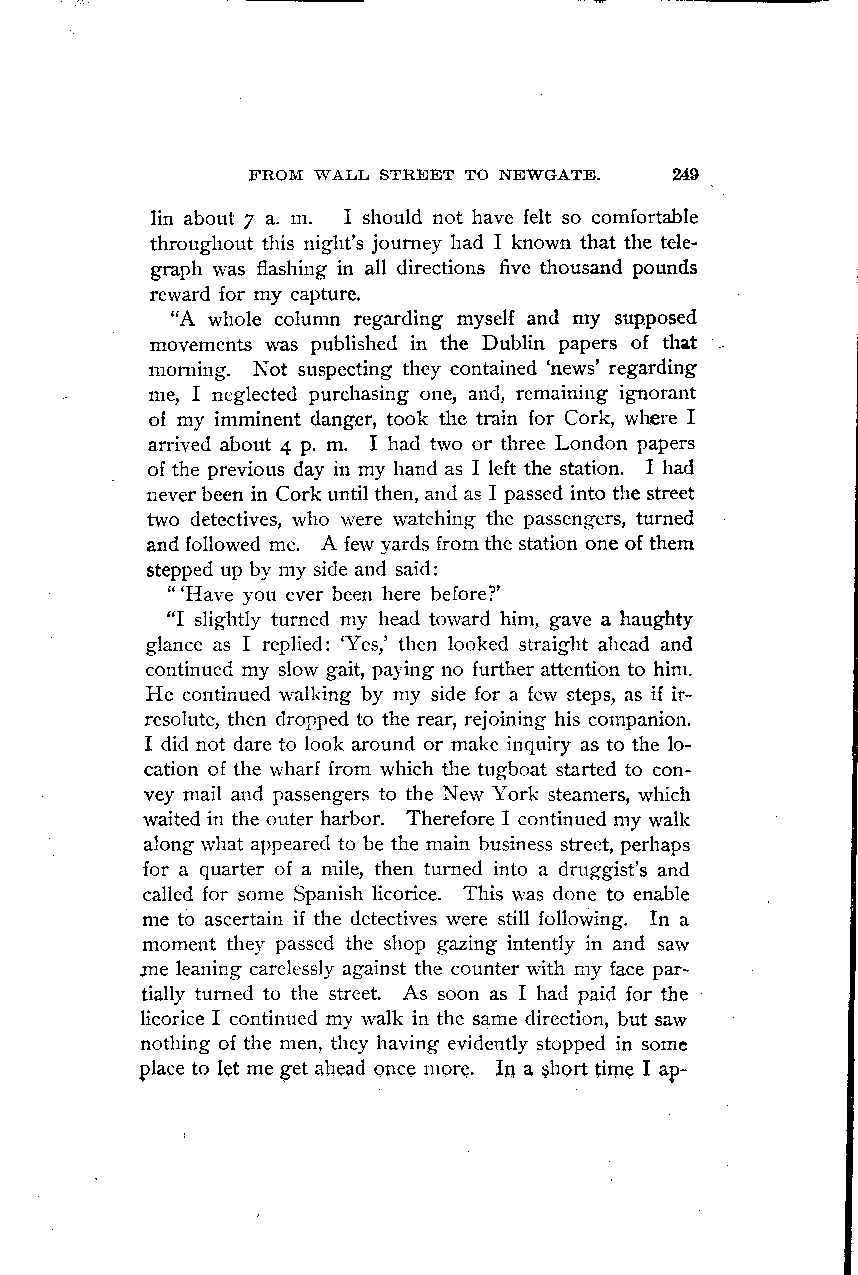 FROM WALL STREET TO NEWGATE. 249
lin about 7 a. m. I should not have felt so comfortable
throughout this night's journey had I known that the tele-
graph was flashing in all directions five thousand pounds
reward for my capture.
"A whole column regarding myself and my supposed
movements was published in the Dublin papers of that
morning. Not suspecting they contained 'news' regarding
me, I neglected purchasing one, and, remaining ignorant
of my imminent danger, took the train for Cork, where I
arrived about 4 p. m. I had two or three London papers
of the previous day in my hand as I left the station. I had
never been in Cork until then, and as I passed into the street
two detectives, who were watching the passengers, turned
and followed me. A few yards from the station one of them
stepped up by my side and said:
"'Have you ever been here before?'
"I slightly turned my head toward him, gave a haughty
glance as I replied: 'Yes,' then looked straight ahead and
continued my slow gait, paying no further attention to him.
He continued walking by my side for a few steps, as if ir-
resolute, then dropped to the rear, rejoining his companion.
I did not dare to look around or make inquiry as to the lo-
cation of the wharf from which the tugboat started to con-
vey mail and passengers to the New York steamers, which
waited in the outer harbor. Therefore I continued my walk
along what appeared to be the main business street, perhaps
for a quarter of a mile, then turned into a druggist's and
called for some Spanish licorice. This was done to enable
me to ascertain if the detectives were still following. In a
moment they passed the shop gazing intently in and saw
me leaning carelessly against the counter with my face par-
tially turned to the street. As soon as I had paid for the
licorice I continued my walk in the same direction, but saw
nothing of the men, they having evidently stopped in some
place to let me get ahead once more. In a short time I ap-